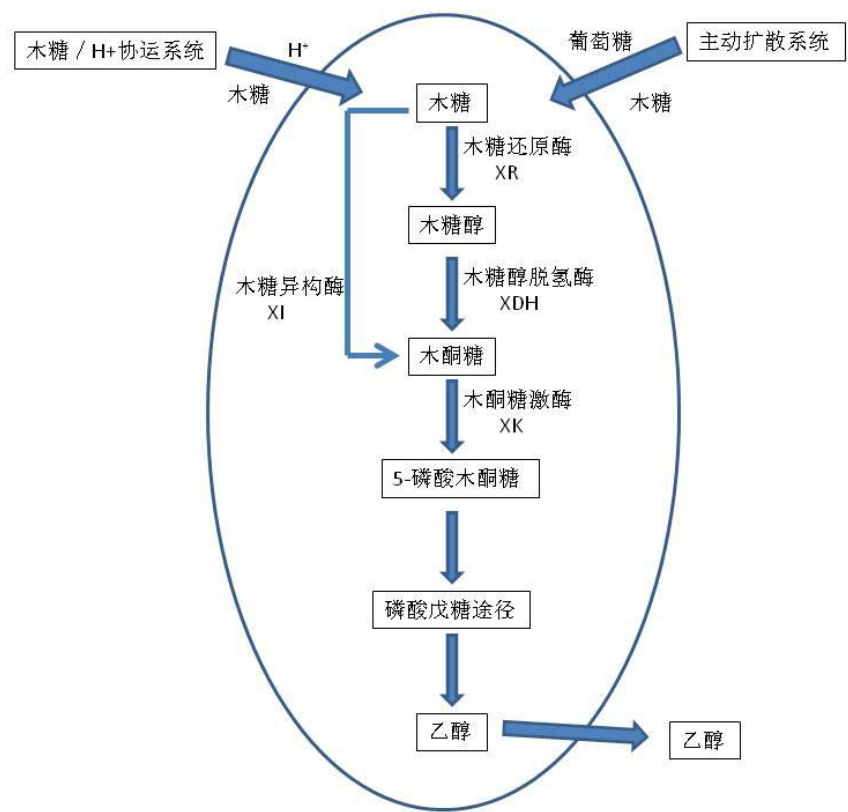 木糖／H+协运系统
H⁺
木糖
葡萄糖
主动扩散系统
木糖
木糖
木糖还原酶
XR
木糖醇
木糖异构酶
XI
木糖醇脱氢酶
XDH
木酮糖
木酮糖激酶
XK
5-磷酸木酮糖
磷酸戊糖途径
乙醇
乙醇